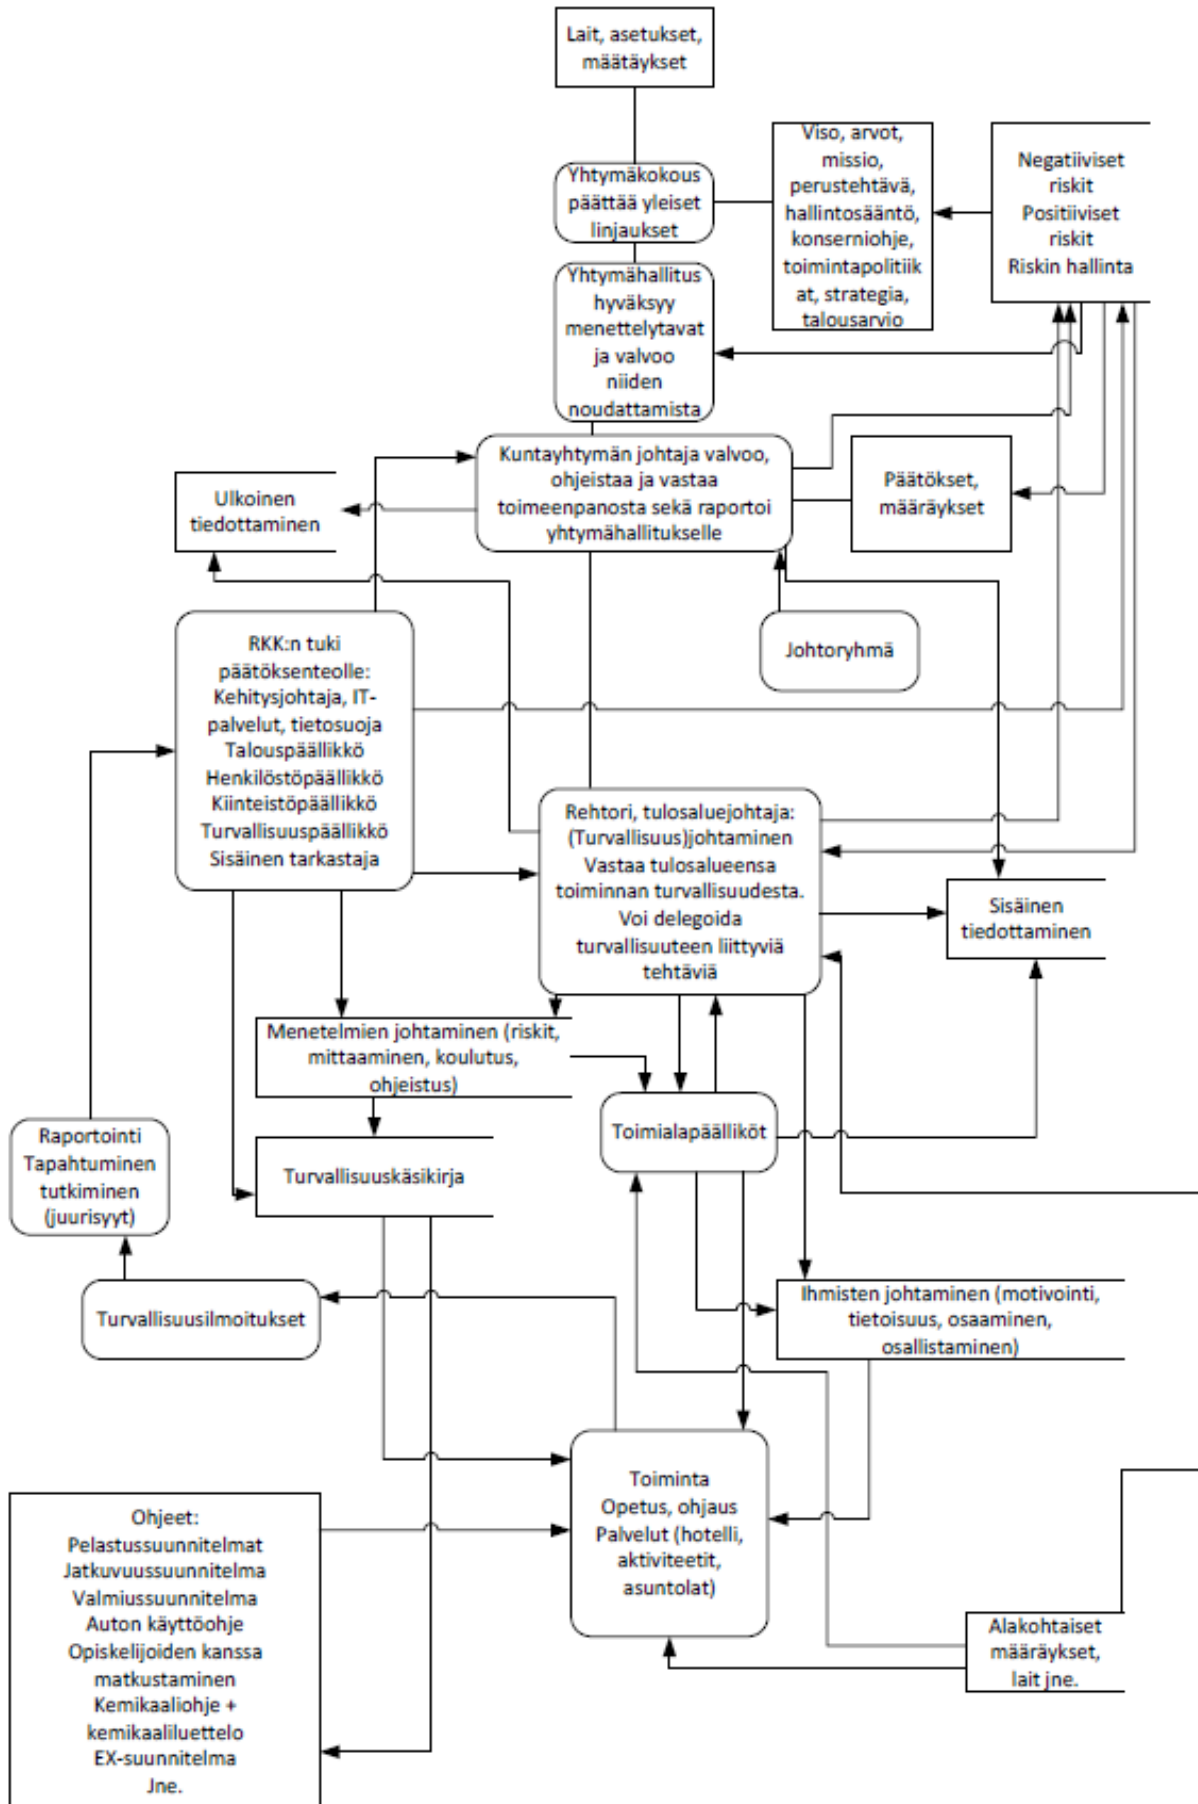 Lait, asetukset,
määtäykset
Viso, arvot,
missio,
perustehtävä,
hallintosääntö,
konserniohje,
toimintapolitiik
at, strategia,
talousarvio
Negatiiviset
riskit
Positiiviset
riskit
Riskin hallinta
Yhtymäkokous
päättää yleiset
linjaukset
Yhtymähallitus
hyväksyy
menettelytavat
ja valvoo
niiden
noudattamista
Kuntayhtymän johtaja valvoo,
ohjeistaa ja vastaa
toimeenpanosta sekä raportoi
yhtymähallitukselle
Päätökset,
määräykset
Ulkoinen
tiedottaminen
RKK:n tuki
päätöksenteolle:
Kehitysjohtaja, IT-
palvelut, tietosuoja
Talouspäällikkö
Henkilöstöpäällikkö
Kiinteistöpäällikkö
Turvallisuuspäällikkö
Sisäinen tarkastaja
Johtoryhmä
Rehtori, tulosaluejohtaja:
(Turvallisuus)johtaminen
Vastaa tulosalueensa
toiminnan turvallisuudesta.
Voi delegoida
turvallisuuteen liittyviä
tehtäviä
Sisäinen
tiedottaminen
Menetelmien johtaminen (riskit,
mittaaminen, koulutus,
ohjeistus)
Toimialapäälliköt
Raportointi
Tapahtuminen
tutkiminen
(juurisyyt)
Turvallisuuskäsikirja
Turvallisuusilmoitukset
Ihmisten johtaminen (motivointi,
tietoisuus, osaaminen,
osallistaminen)
Toiminta
Opetus, ohjaus
Palvelut (hotelli,
aktiviteetit,
asuntolat)
Ohjeet:
Pelastussuunnitelmat
Jatkuvuussuunnitelma
Valmiussuunnitelma
Auton käyttöohje
Opiskelijoiden kanssa
matkustaminen
Kemikaaliohje +
kemikaaliluettelo
EX-suunnitelma
Jne.
Alakohtaiset
määräykset,
lait jne.